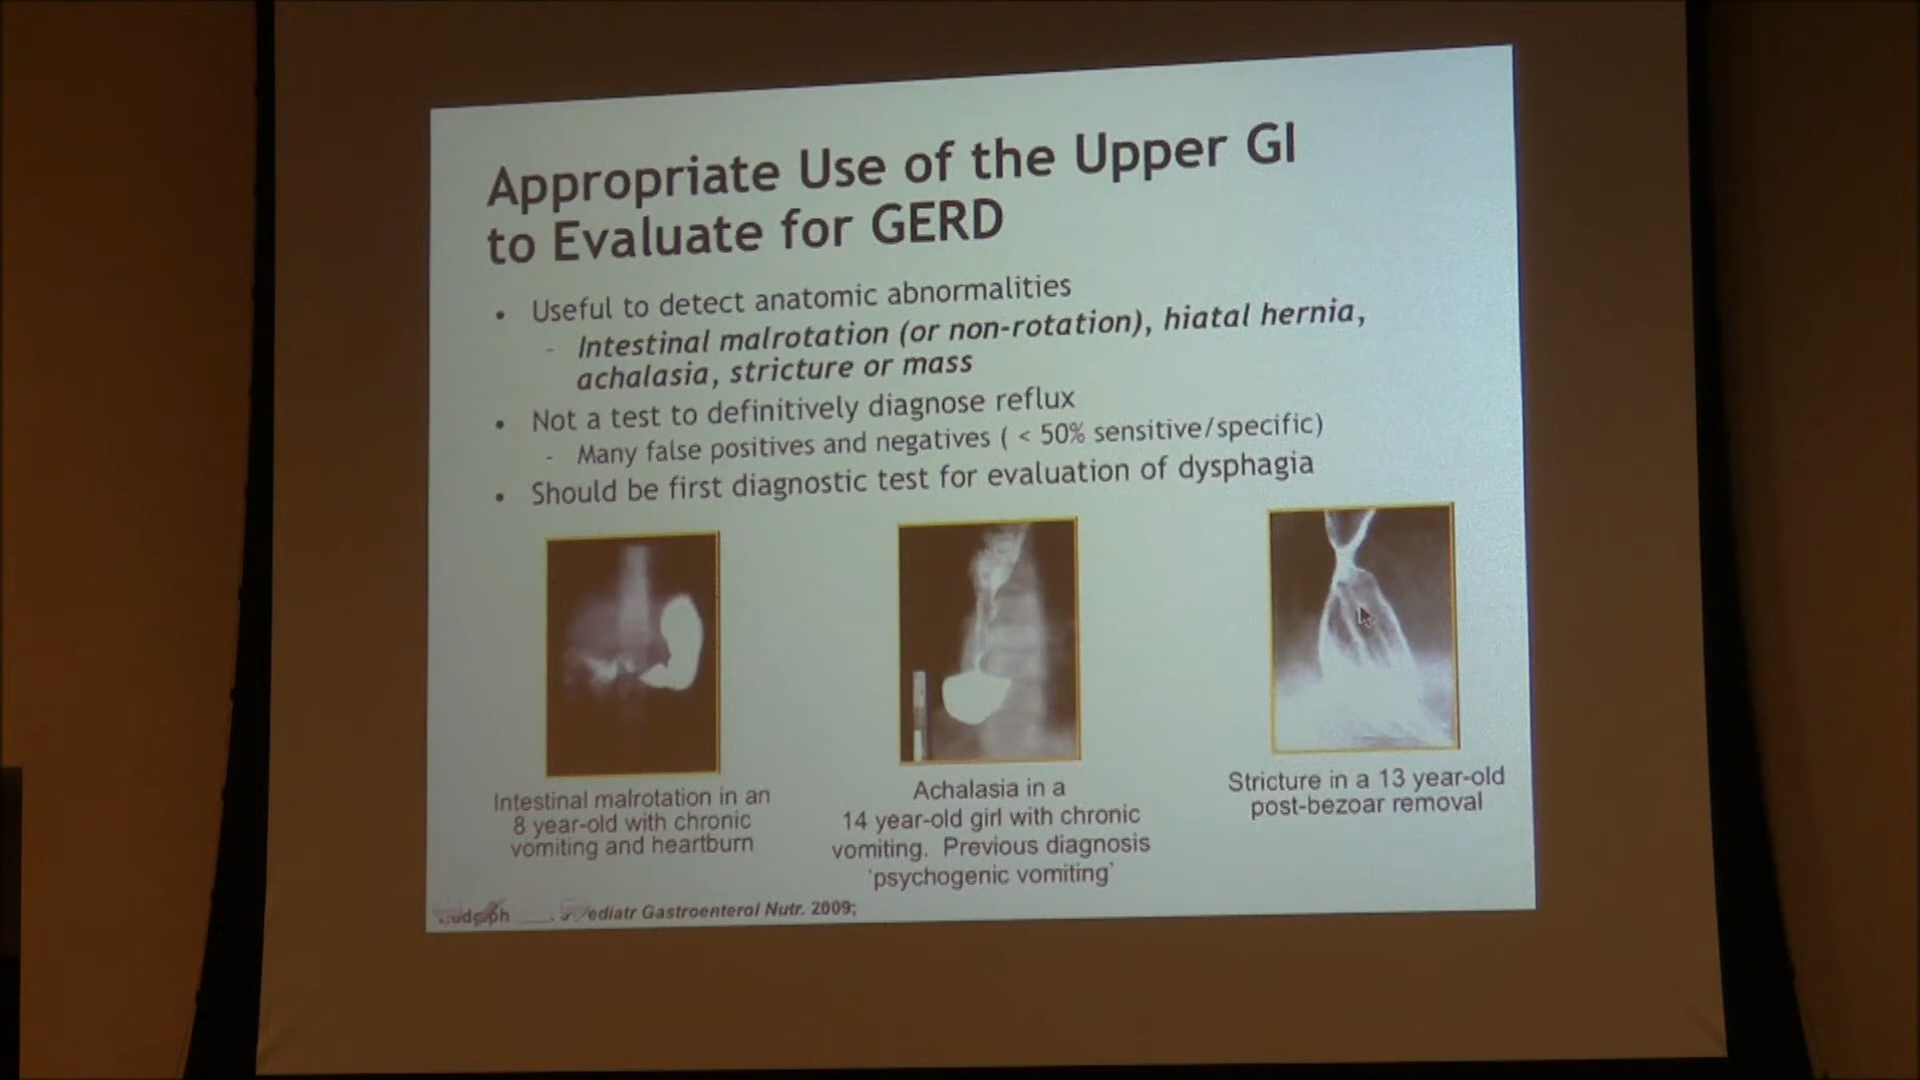 Appropriate Use of the Upper GI
to Evaluate for GERD
• Useful to detect anatomic abnormalities
- Intestinal malrotation (or non-rotation), hiatal hernia,
achalasia, stricture or mass
• Not a test to definitively diagnose reflux
- Many false positives and negatives ( < 50% sensitive/specific)
• Should be first diagnostic test for evaluation of dysphagia
Intestinal malrotation in an
8 year-old with chronic
vomiting and heartburn
Achalasia in a
14 year-old girl with chronic
vomiting. Previous diagnosis
'psychogenic vomiting'
Stricture in a 13 year-old
post-bezoar removal
Gastroenterol Nutr. 2009;